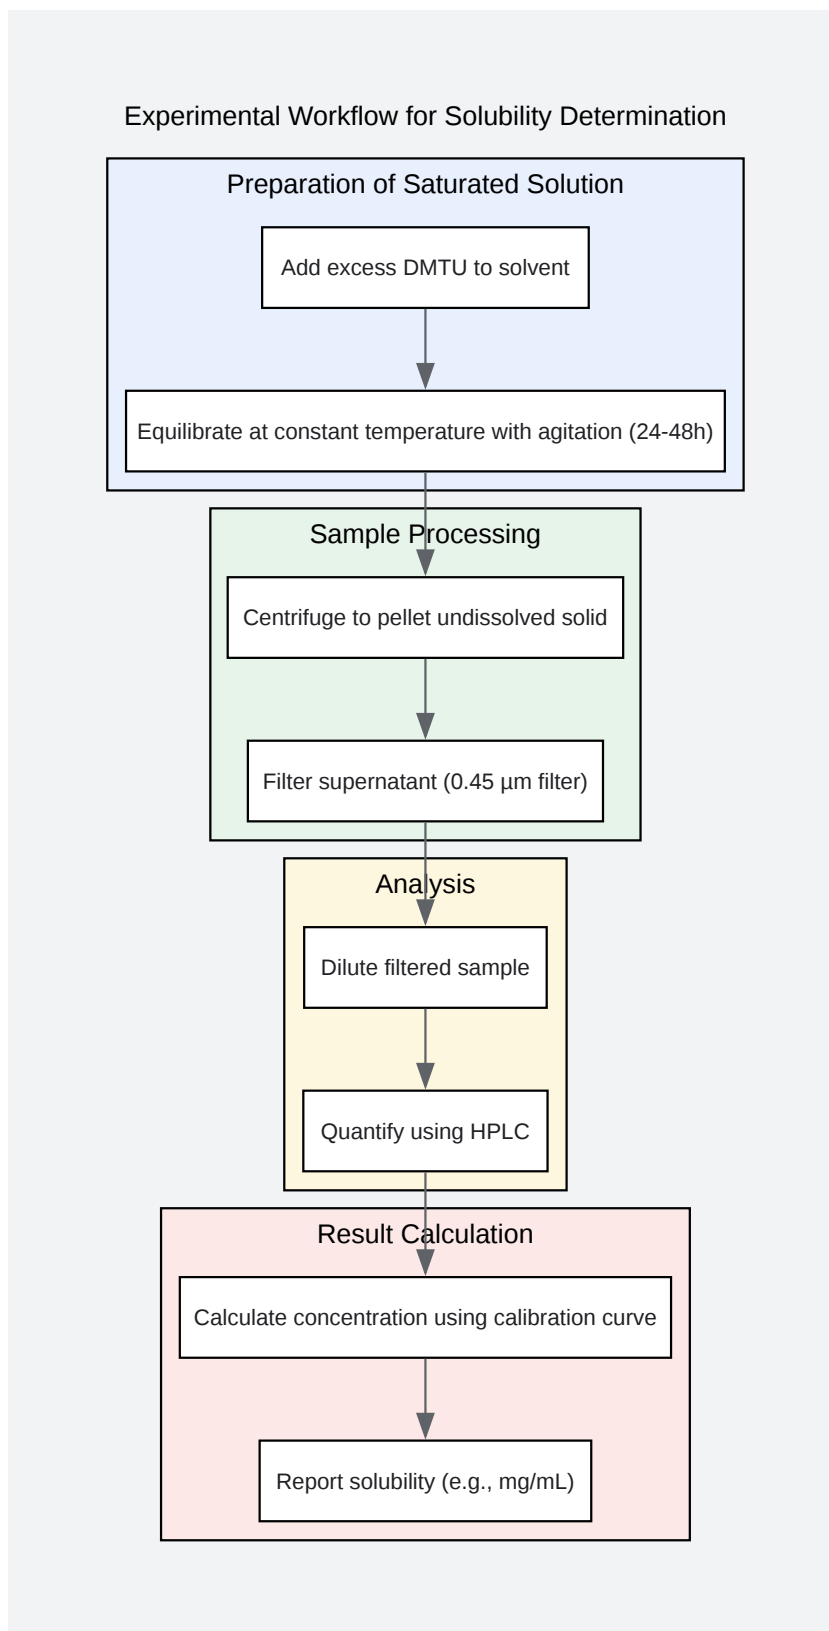 Experimental Workflow for Solubility Determination
Preparation of Saturated Solution
Add excess DMTU to solvent
Equilibrate at constant temperature with agitation (24-48h)
Sample Processing
Centrifuge to pellet undissolved solid
Filter supernatant (0.45 µm filter)
Analysis
Dilute filtered sample
Quantify using HPLC
Result Calculation
Calculate concentration using calibration curve
Report solubility (e.g., mg/mL)